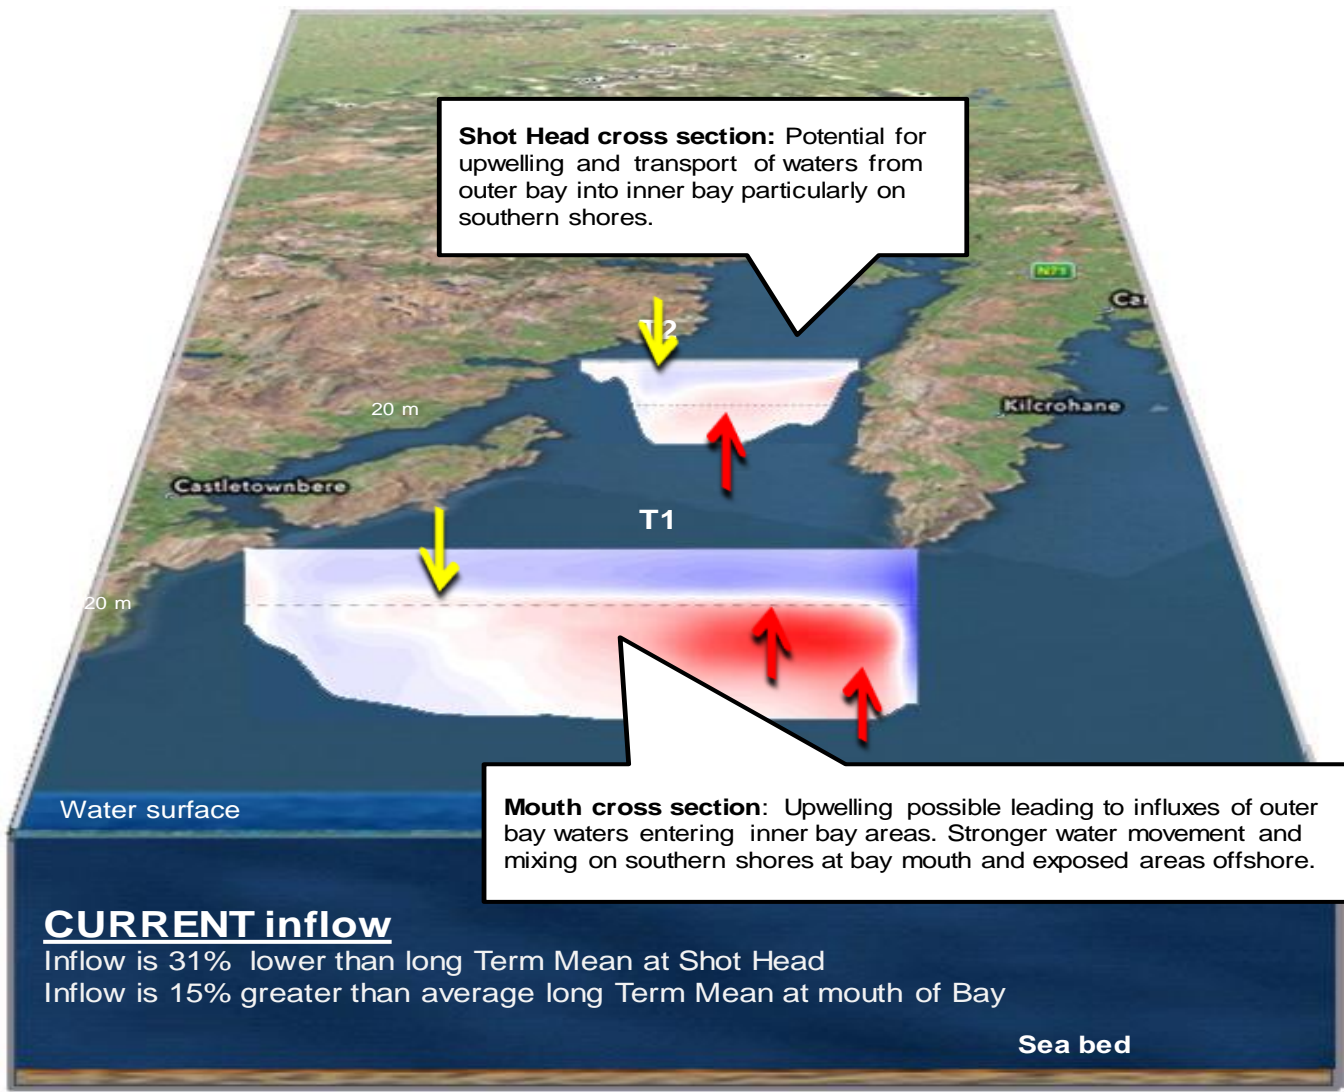 Shot Head cross section: Potential for
upwelling and transport of waters from
outer bay into inner bay particularly on
southern shores.
N71
T2
20 m
Kilcrohane
Castletownbere
T1
20 m
Water surface
Mouth cross section: Upwelling possible leading to influxes of outer
bay waters entering inner bay areas. Stronger water movement and
mixing on southern shores at bay mouth and exposed areas offshore.
CURRENT inflow
Inflow is 31% lower than long Term Mean at Shot Head
Inflow is 15% greater than average long Term Mean at mouth of Bay
Sea bed